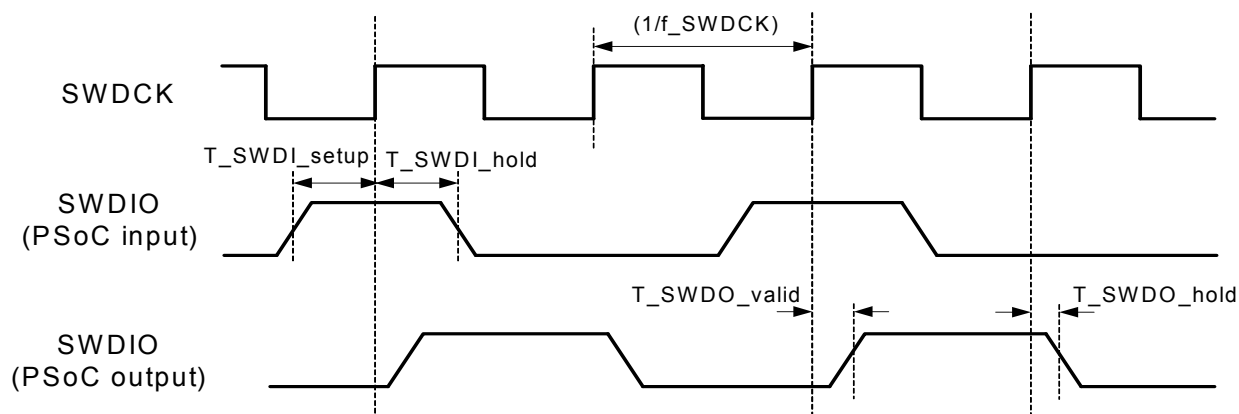 (1/f_SWDCK)
SWDCK
T_SWDI_setup
T_SWDI_hold
SWDIO
(PSoC input)
T_SWDO_valid
T_SWDO_hold
SWDIO
(PSoC output)